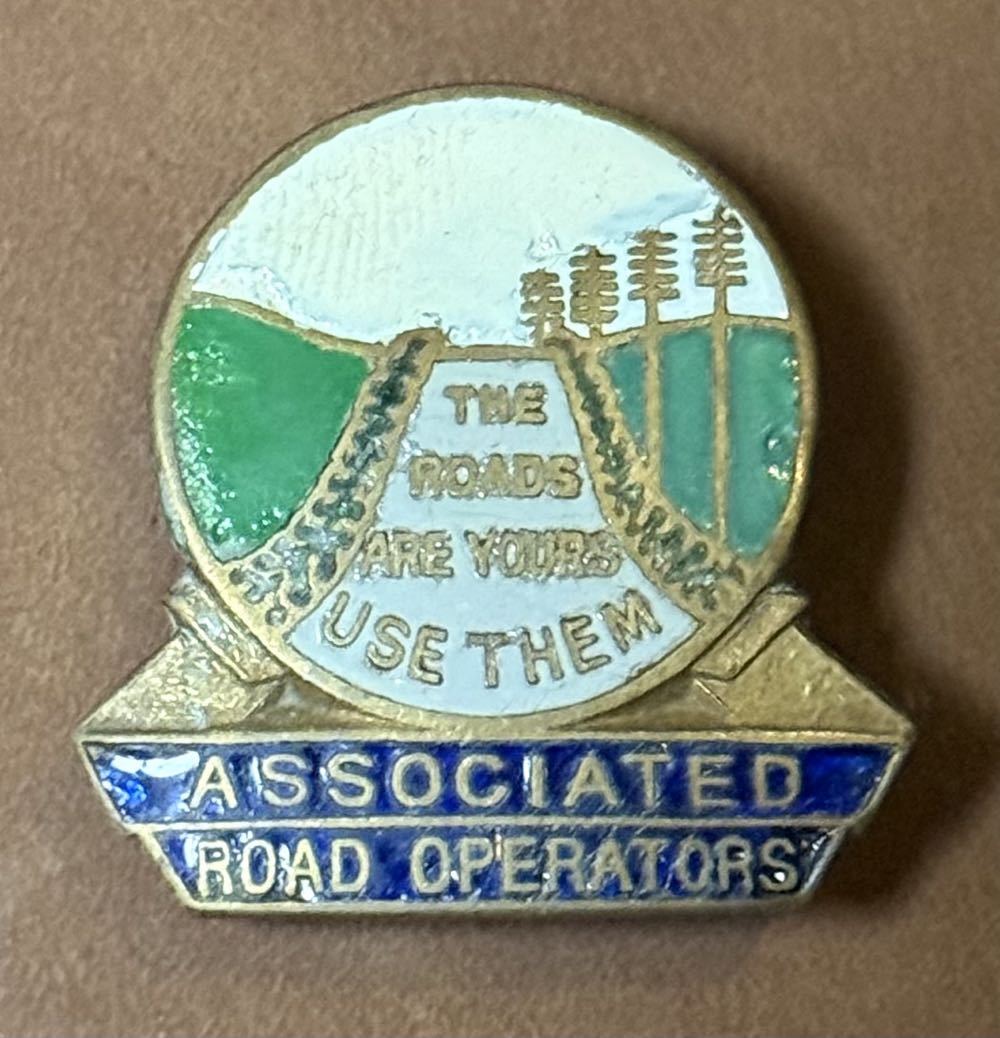 THE
ROADS
ARE YOURS
USE THEM
ASSOCIATED
ROAD OPERATORS